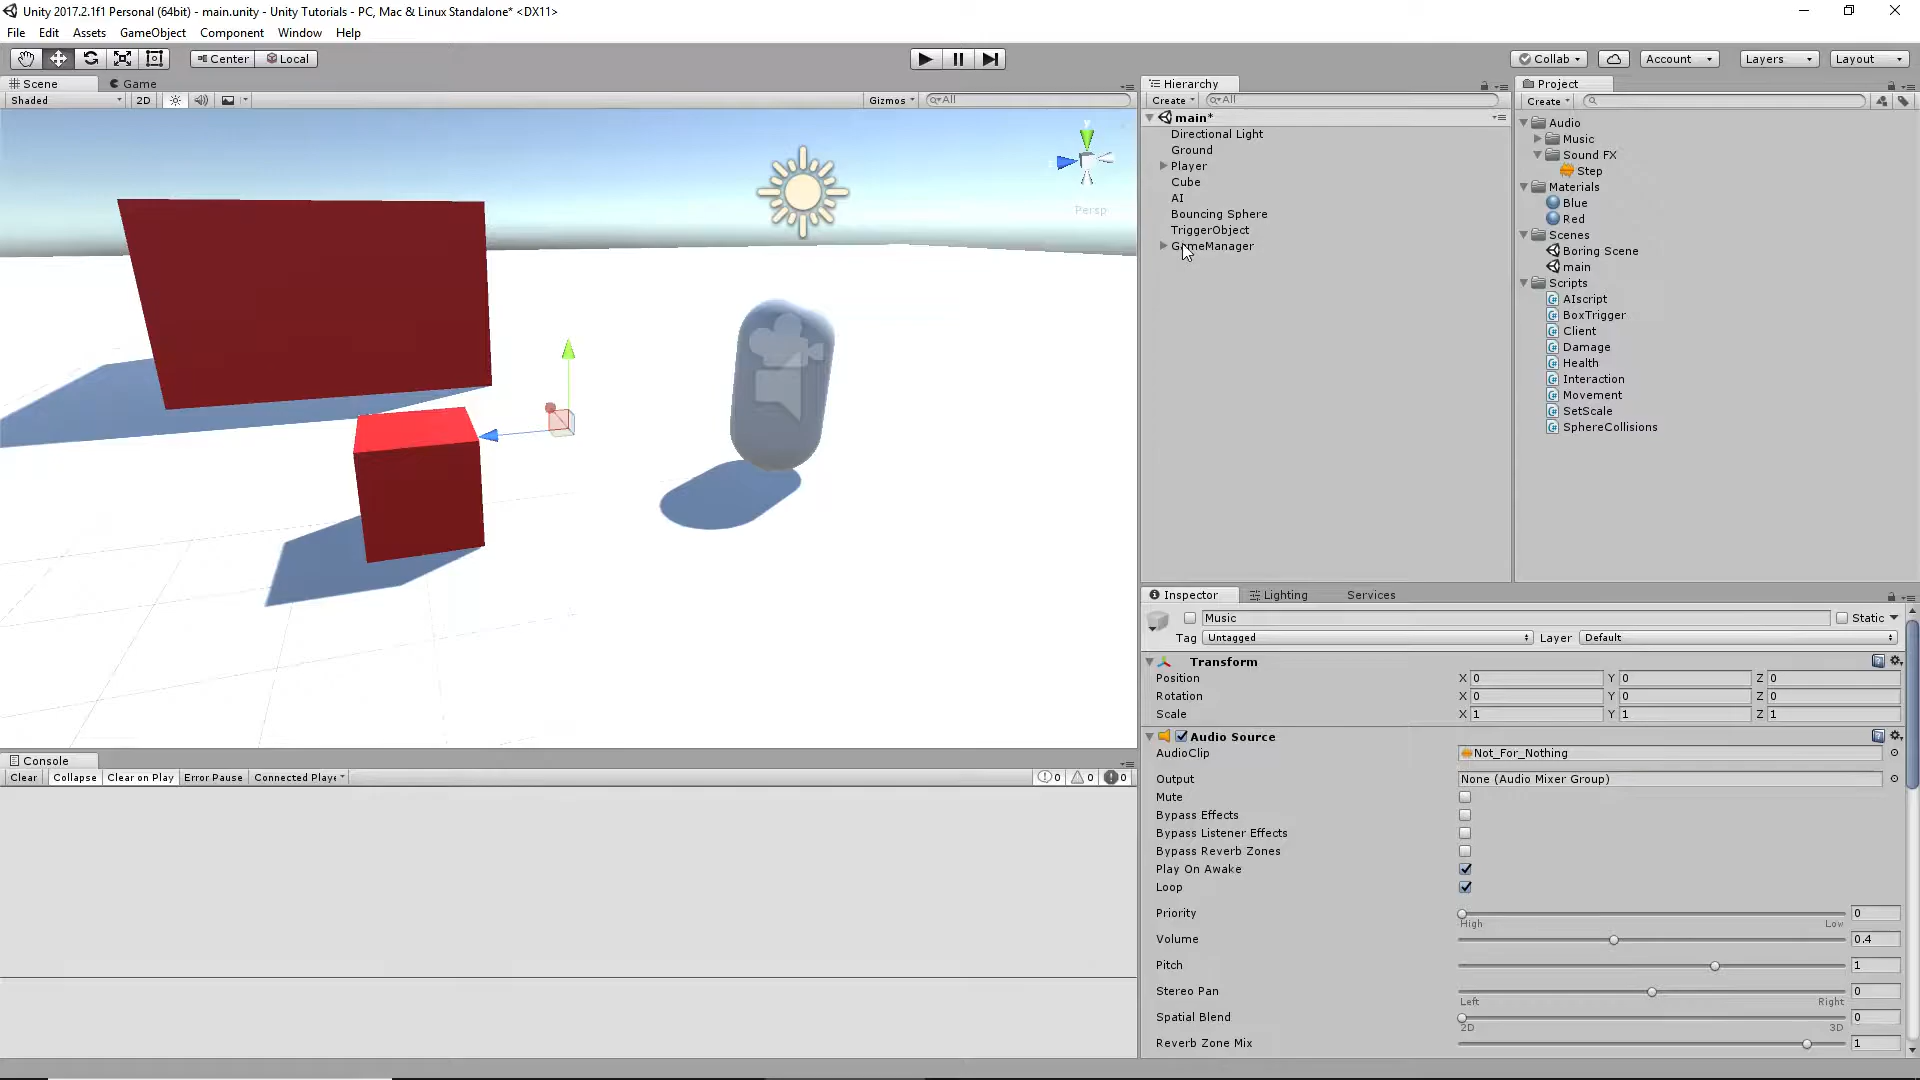 Unity 2017.2.1f1 Personal (64bit) - main.unity - Unity Tutorials - PC, Mac & Linux Standalone* <DX11>
File Edit Assets GameObject Component Window Help
Center Local Collab Account Layers Layout
Scene Game
Shaded 2D Gizmos All
y
Persp
Hierarchy
Create All
main*
Directional Light
Ground
Player
Cube
AI
Bouncing Sphere
TriggerObject
GameManager
Project
Create
Audio
Music
Sound FX
Step
Materials
Blue
Red
Scenes
Boring Scene
main
Scripts
AIscript
BoxTrigger
Client
Damage
Health
Interaction
Movement
SetScale
SphereCollisions
Inspector Lighting Services
Music Static
Tag Untagged Layer Default
Transform
Position X 0 Y 0 Z 0
Rotation X 0 Y 0 Z 0
Scale X 1 Y 1 Z 1
Audio Source
AudioClip Not_For_Nothing
Output None (Audio Mixer Group)
Mute
Bypass Effects
Bypass Listener Effects
Bypass Reverb Zones
Play On Awake
Loop
Priority 0
High Low
Volume 0.4
Pitch 1
Stereo Pan 0
Left Right
Spatial Blend 0
2D 3D
Reverb Zone Mix 1
Console
Clear Collapse Clear on Play Error Pause Connected Play 0 0 0